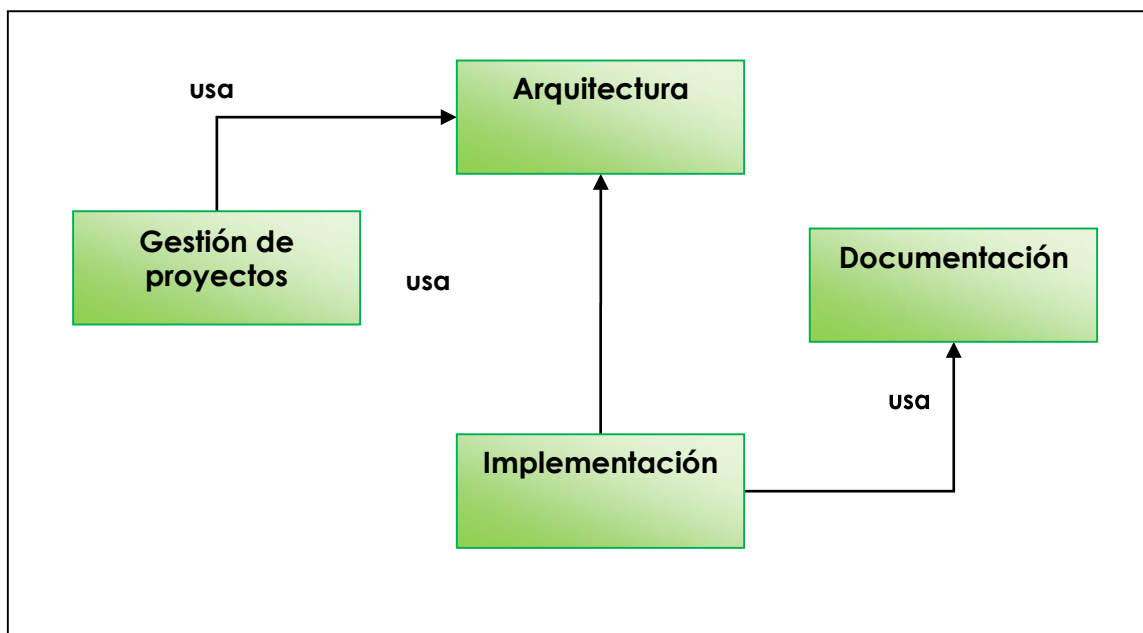 usa
Arquitectura
Gestión de
proyectos
usa
Documentación
usa
Implementación